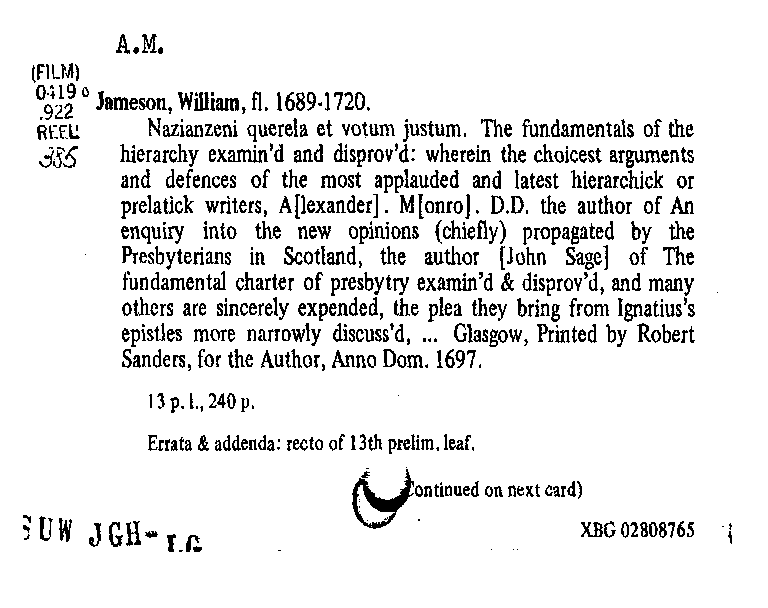 A.M.
(FILM)
0419
.922
REEL
385
Jameson, William, fl. 1689-1720.
Nazianzeni querela et votum justum. The fundamentals of the
hierarchy examin'd and disprov'd: wherein the choicest arguments
and defences of the most applauded and latest hierarchick or
prelatick writers, A[lexander]. M[onro]. D.D. the author of An
enquiry into the new opinions (chiefly) propagated by the
Presbyterians in Scotland, the author [John Sage] of The
fundamental charter of presbytry examin'd & disprov'd, and many
others are sincerely expended, the plea they bring from Ignatius's
epistles more narrowly discuss'd, ... Glasgow, Printed by Robert
Sanders, for the Author, Anno Dom. 1697.
13 p. l., 240 p.
Errata & addenda: recto of 13th prelim. leaf.
Continued on next card)
UW JGH-
XBG 02808765